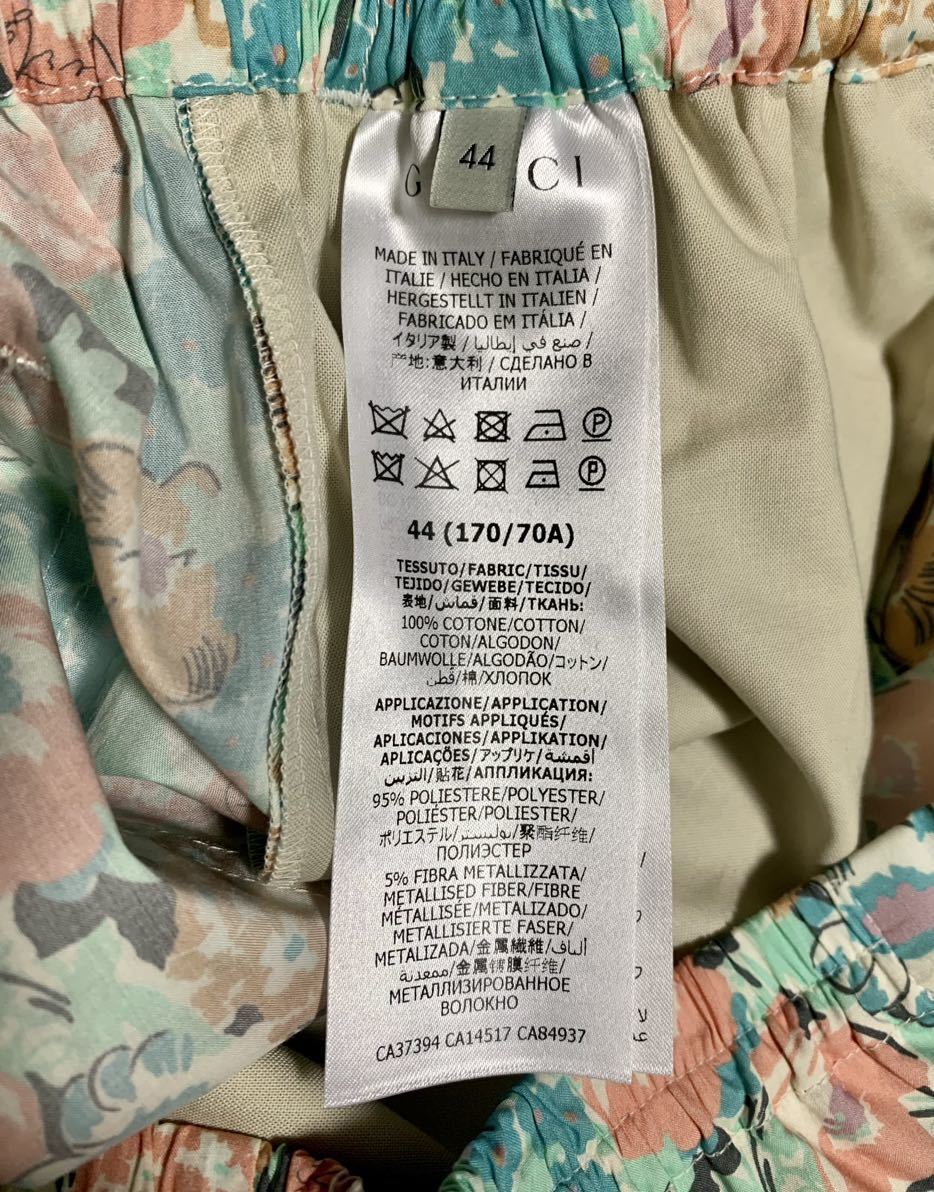 44
G CI
MADE IN ITALY / FABRIQUÉ EN
ITALIE / HECHO EN ITALIA /
HERGESTELLT IN ITALIEN /
FABRICADO EM ITÁLIA /
イタリア製 / صنع في إيطاليا /
产地:意大利 / СДЕЛАНО В
ИТАЛИИ
P
P
44 (170/70A)
TESSUTO/FABRIC/TISSU/
TEJIDO/GEWEBE/TECIDO/
表地/قماش/面料/ТКАНЬ:
100% COTONE/COTTON/
COTON/ALGODON/
BAUMWOLLE/ALGODÃO/コットン/
قطن/棉/ХЛОПОК
APPLICAZIONE/APPLICATION/
MOTIFS APPLIQUÉS/
APLICACIONES/APPLIKATION/
APLICAÇÕES/アップリケ/أقمشة
التزيين/貼花/АППЛИКАЦИЯ:
95% POLIESTERE/POLYESTER/
POLIÉSTER/POLIESTER/
ポリエステル/بوليستر/聚酯纤维/
ПОЛИЭСТЕР
5% FIBRA METALLIZZATA/
METALLISED FIBER/FIBRE
MÉTALLISÉE/METALIZADO/
METALLISIERTE FASER/
METALIZADA/金属繊維/ألياف
ممعدنة/金属镀膜纤维/
МЕТАЛЛИЗИРОВАННОЕ
ВОЛОКНО
CA37394 CA14517 CA84937